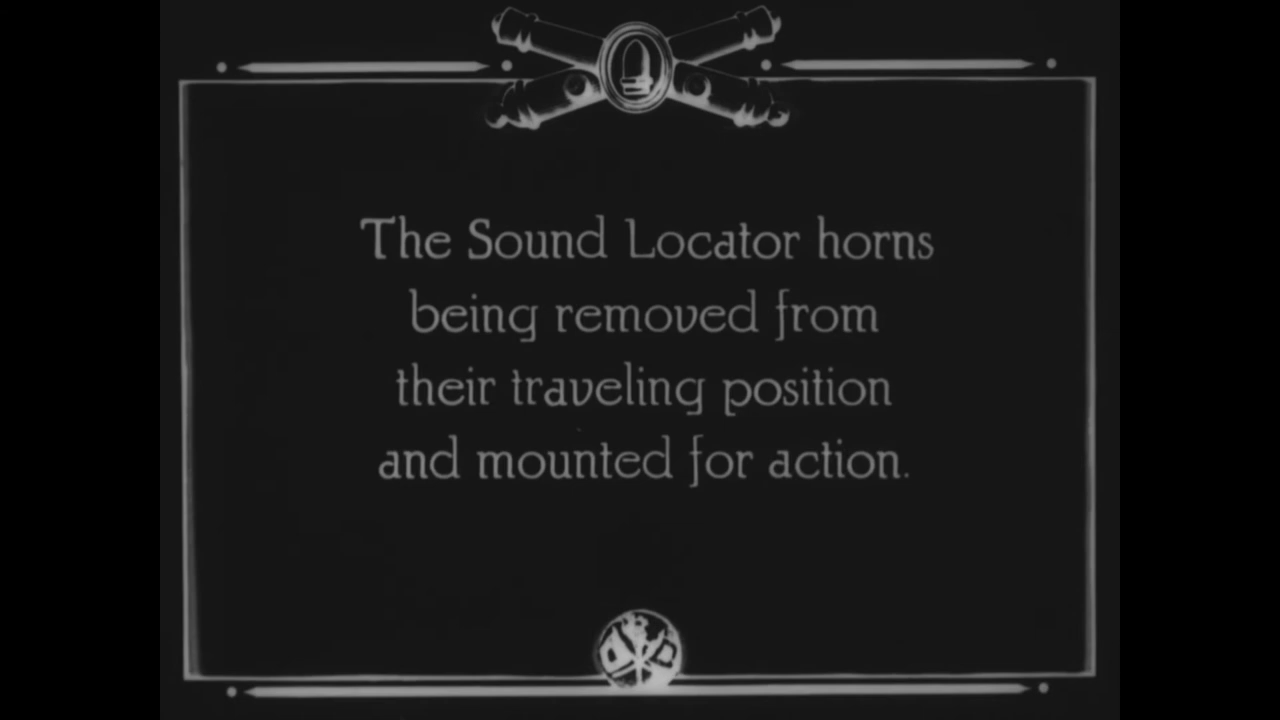 The Sound Locator horns
being removed from
their traveling position
and mounted for action.